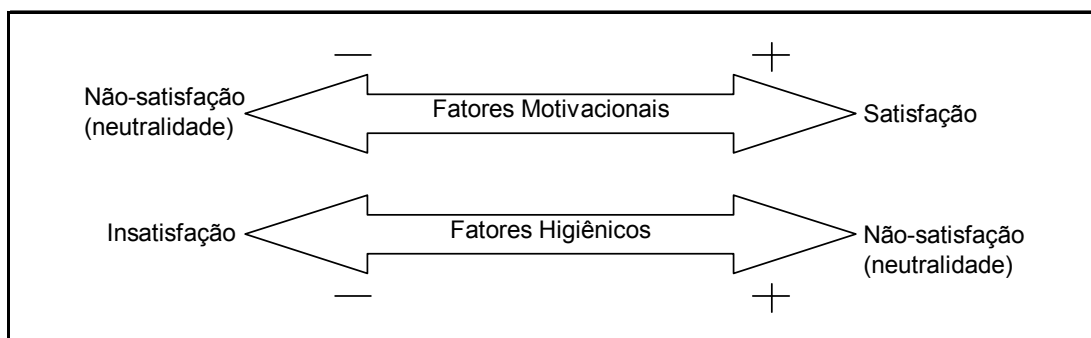 — +
Não-satisfação
(neutralidade)
Fatores Motivacionais
Satisfação
Insatisfação
Fatores Higiênicos
Não-satisfação
(neutralidade)
— +